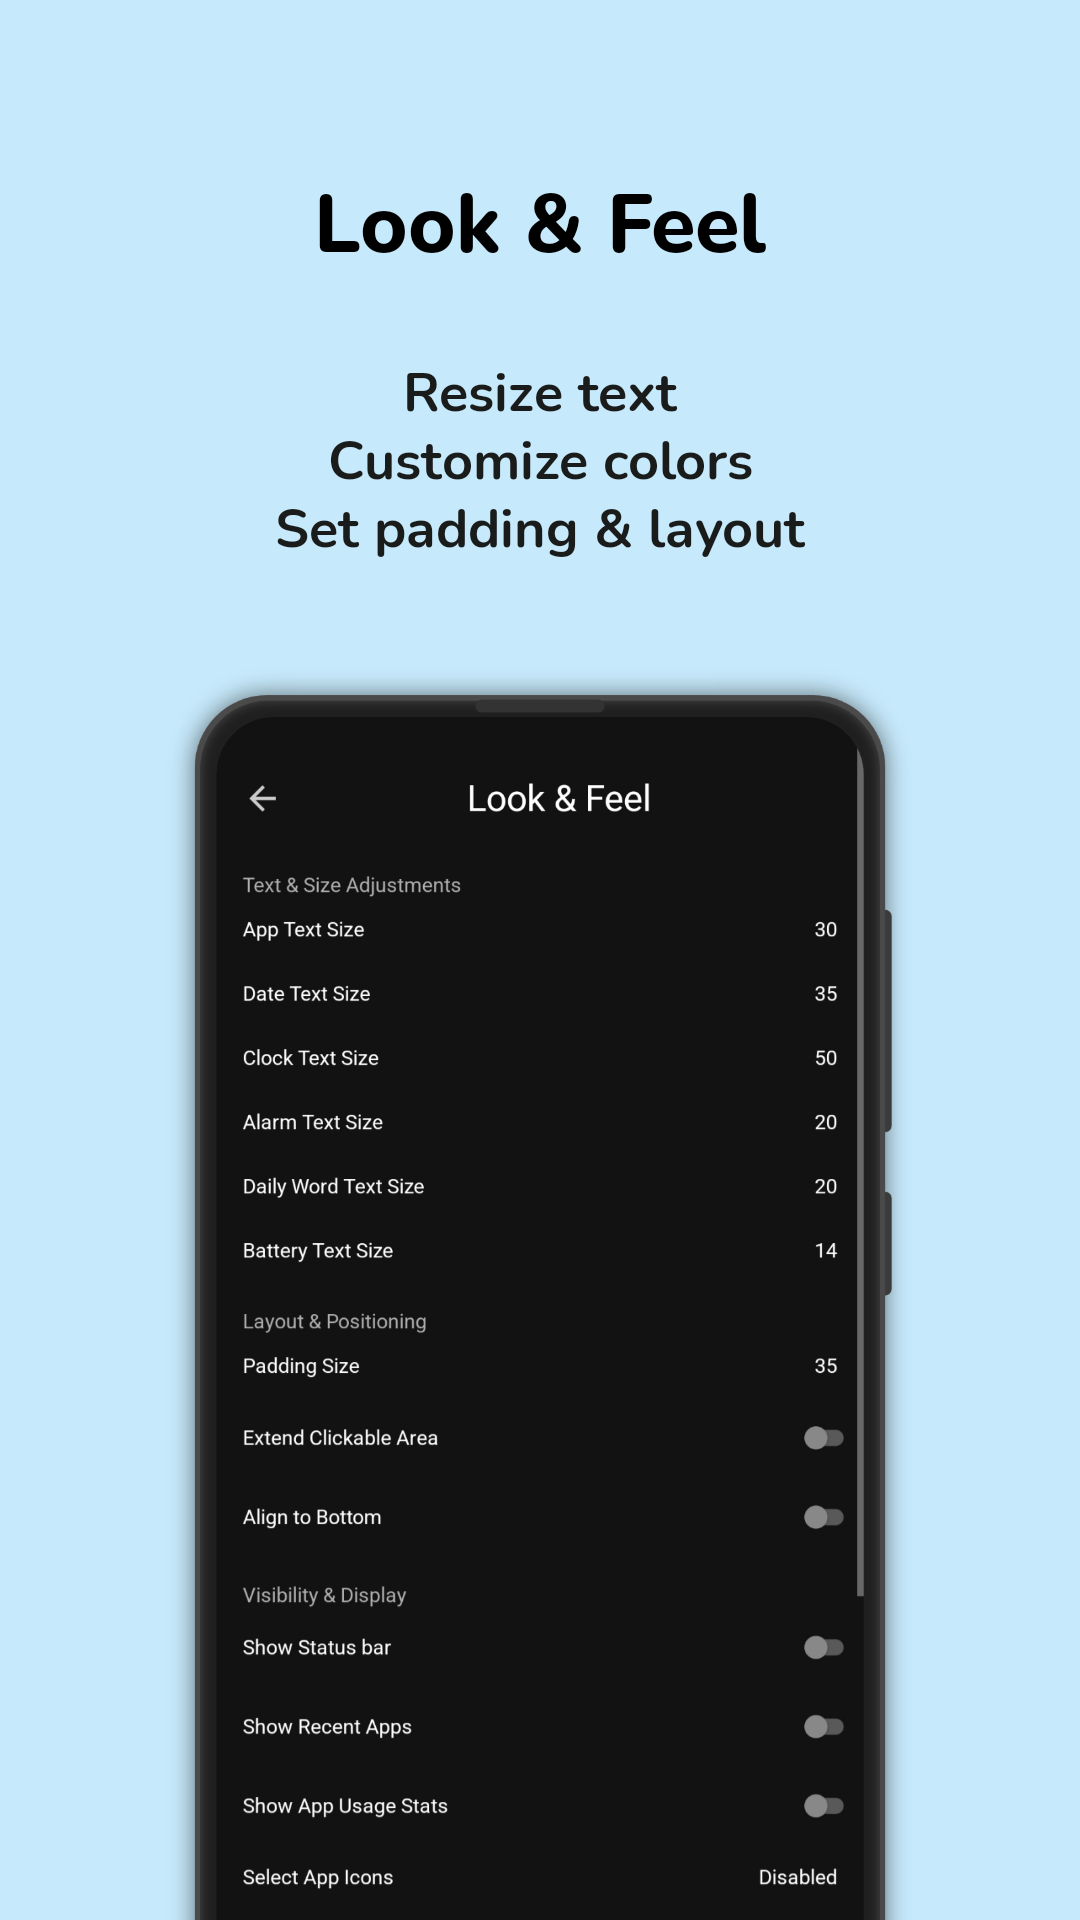 Look & Feel
Resize text
Customize colors
Set padding & layout
Look & Feel
Text & Size Adjustments
App Text Size 30
Date Text Size 35
Clock Text Size 50
Alarm Text Size 20
Daily Word Text Size 20
Battery Text Size 14
Layout & Positioning
Padding Size 35
Extend Clickable Area
Align to Bottom
Visibility & Display
Show Status bar
Show Recent Apps
Show App Usage Stats
Select App Icons Disabled